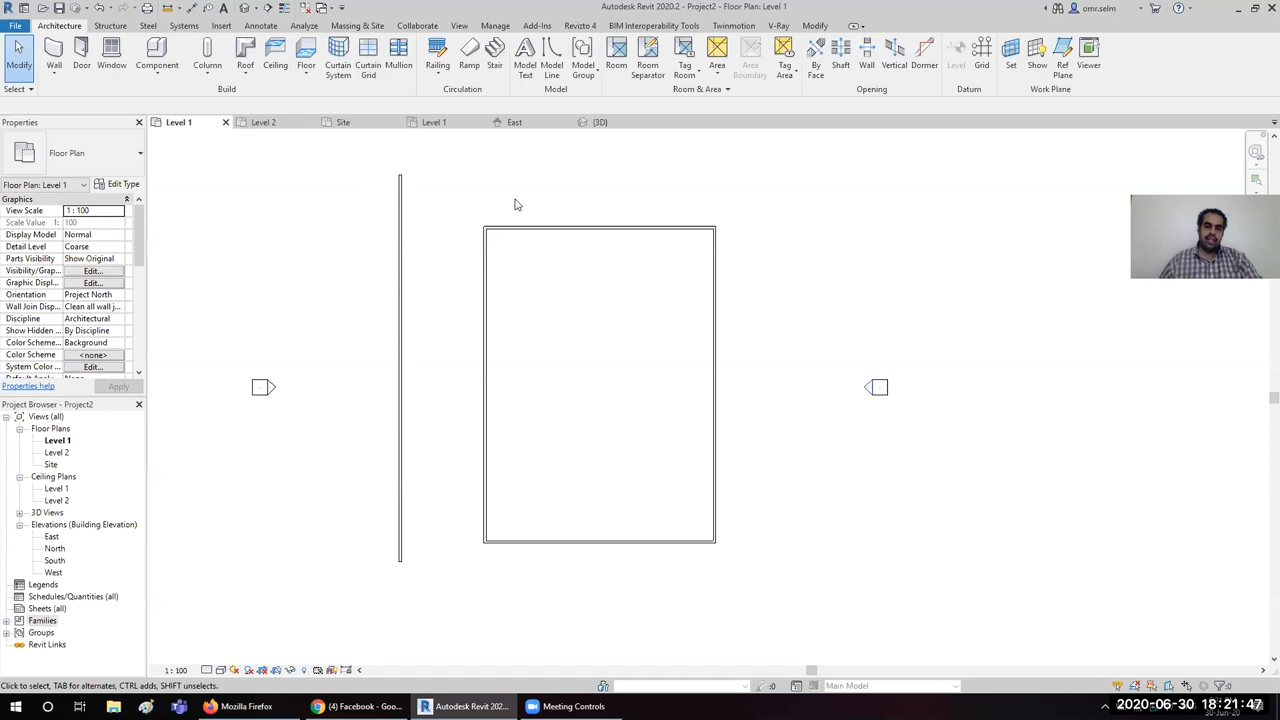 Autodesk Revit 2020.2 - Project2 - Floor Plan: Level 1
omr.selm
File Architecture Structure Steel Systems Insert Annotate Analyze Massing & Site Collaborate View Manage Add-Ins Revizto 4 BIM Interoperability Tools Twinmotion V-Ray Modify
Modify Wall Door Window Component Column Roof Ceiling Floor Curtain System Curtain Grid Mullion Railing Ramp Stair Model Text Model Line Model Group Room Room Separator Tag Room Area Area Boundary Tag Area By Face Shaft Wall Vertical Dormer Level Grid Set Show Ref Plane Viewer
Select Build Circulation Model Room & Area Opening Datum Work Plane
Properties
Level 1 Level 2 Site Level 1 East {3D}
Floor Plan
Floor Plan: Level 1 Edit Type
Graphics
View Scale 1 : 100
Scale Value 1: 100
Display Model Normal
Detail Level Coarse
Parts Visibility Show Original
Visibility/Grap... Edit...
Graphic Displ... Edit...
Orientation Project North
Wall Join Disp... Clean all wall j...
Discipline Architectural
Show Hidden ... By Discipline
Color Scheme... Background
Color Scheme <none>
System Color ... Edit...
Properties help Apply
Project Browser - Project2
Views (all)
Floor Plans
Level 1
Level 2
Site
Ceiling Plans
Level 1
Level 2
3D Views
Elevations (Building Elevation)
East
North
South
West
Legends
Schedules/Quantities (all)
Sheets (all)
Families
Groups
Revit Links
1 : 100
Click to select, TAB for alternates, CTRL adds, SHIFT unselects.
:0 Main Model :0
Mozilla Firefox (4) Facebook - Goo... Autodesk Revit 202... Meeting Controls
2020-06-30 18:21:47